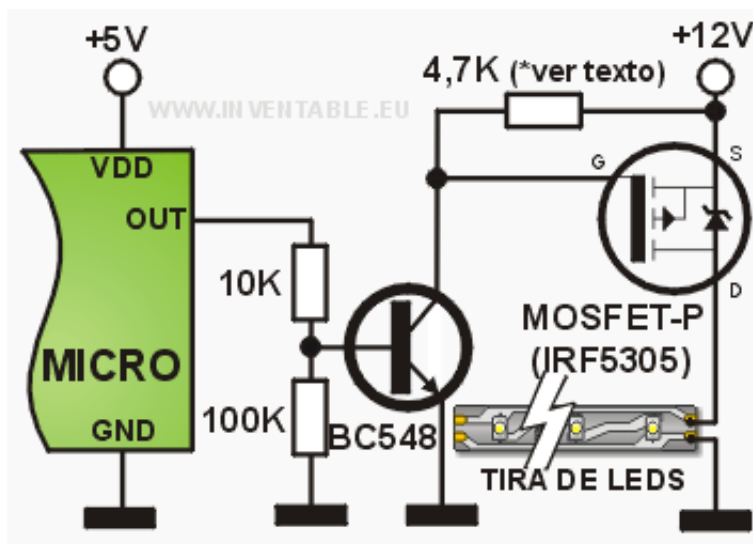 +5V
+12V
4,7K (*ver texto)
WWW.INVENTABLE.EU
VDD
S
G
OUT
10K
D
MOSFET-P
(IRF5305)
MICRO
100K
BC548
GND
TIRA DE LEDS